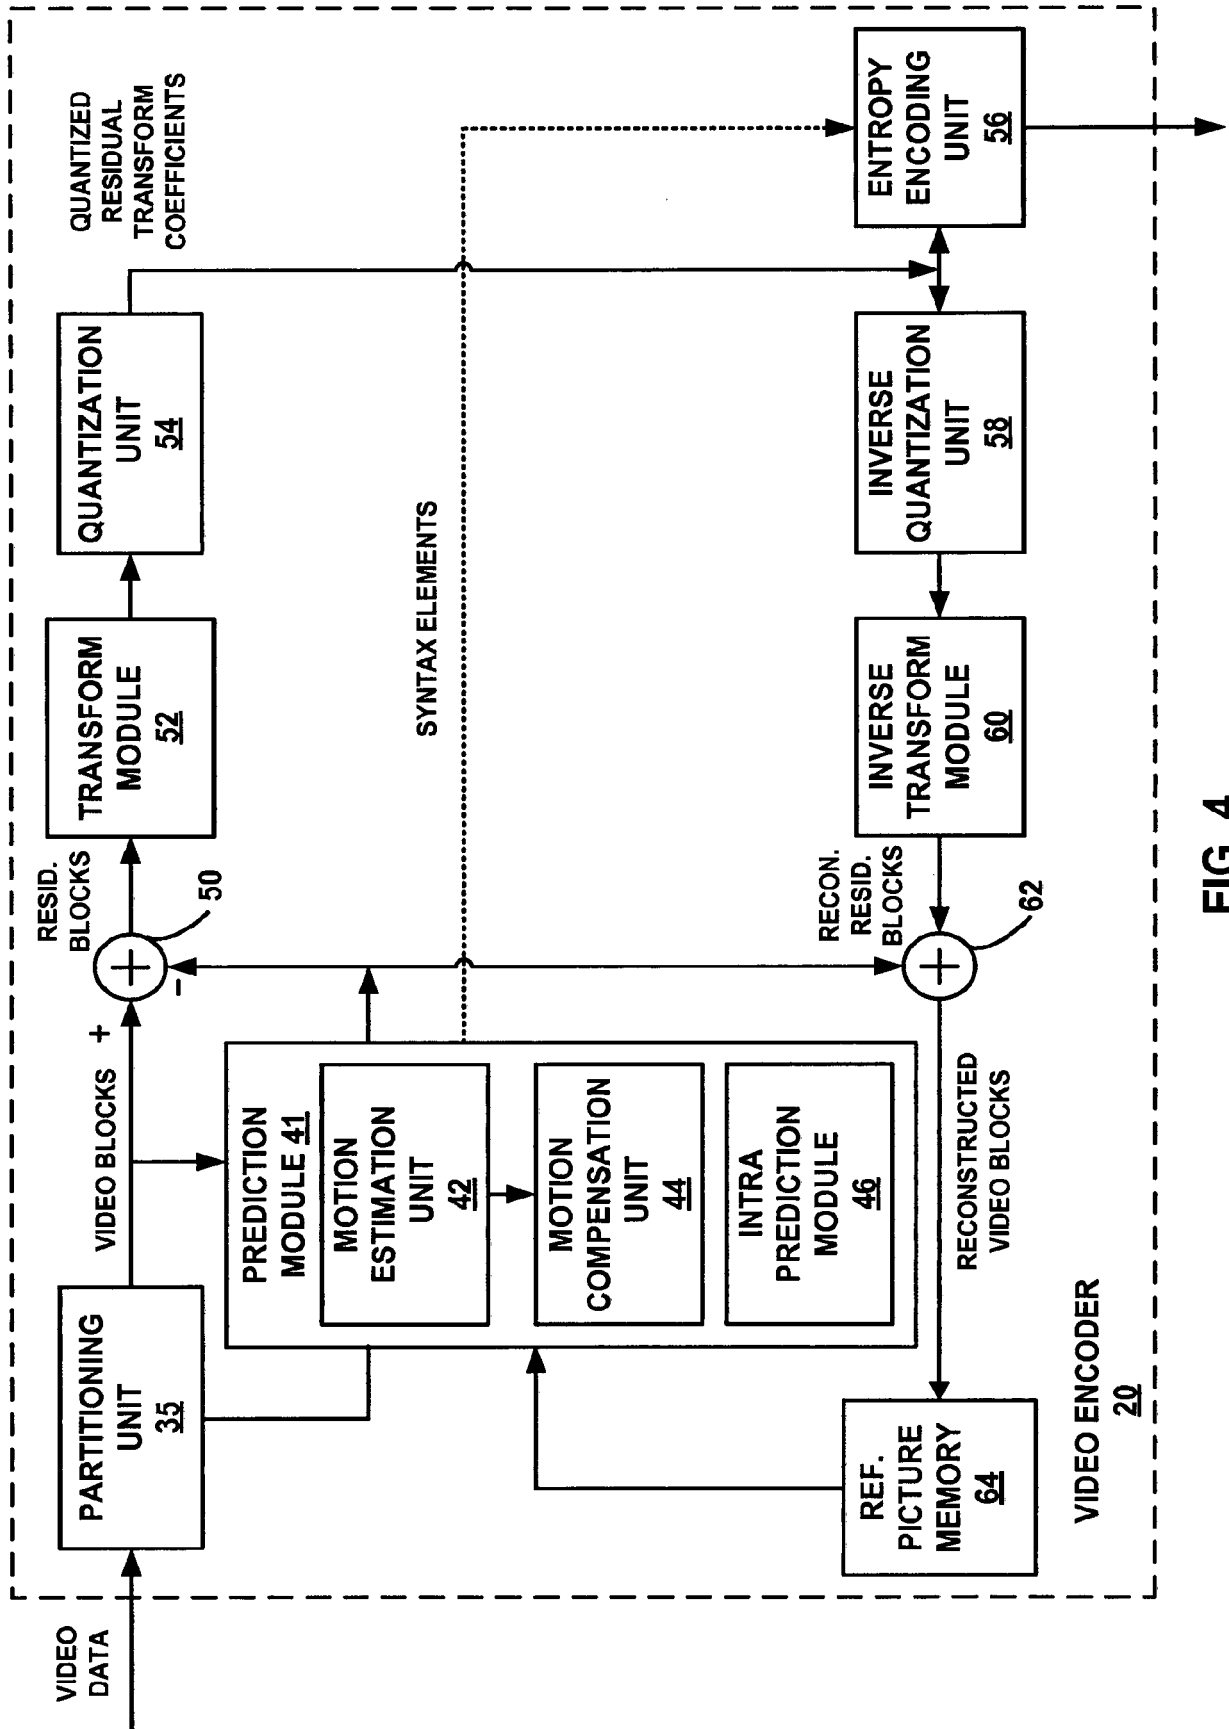 VIDEO
DATA
PARTITIONING
UNIT
35
VIDEO BLOCKS
+
-
50
RESID.
BLOCKS
TRANSFORM
MODULE
52
QUANTIZATION
UNIT
54
QUANTIZED
RESIDUAL
TRANSFORM
COEFFICIENTS
PREDICTION
MODULE 41
MOTION
ESTIMATION
UNIT
42
MOTION
COMPENSATION
UNIT
44
INTRA
PREDICTION
MODULE
46
SYNTAX ELEMENTS
REF.
PICTURE
MEMORY
64
RECONSTRUCTED
VIDEO BLOCKS
62
RECON.
RESID.
BLOCKS
INVERSE
TRANSFORM
MODULE
60
INVERSE
QUANTIZATION
UNIT
58
ENTROPY
ENCODING
UNIT
56
VIDEO ENCODER
20
FIG. 4